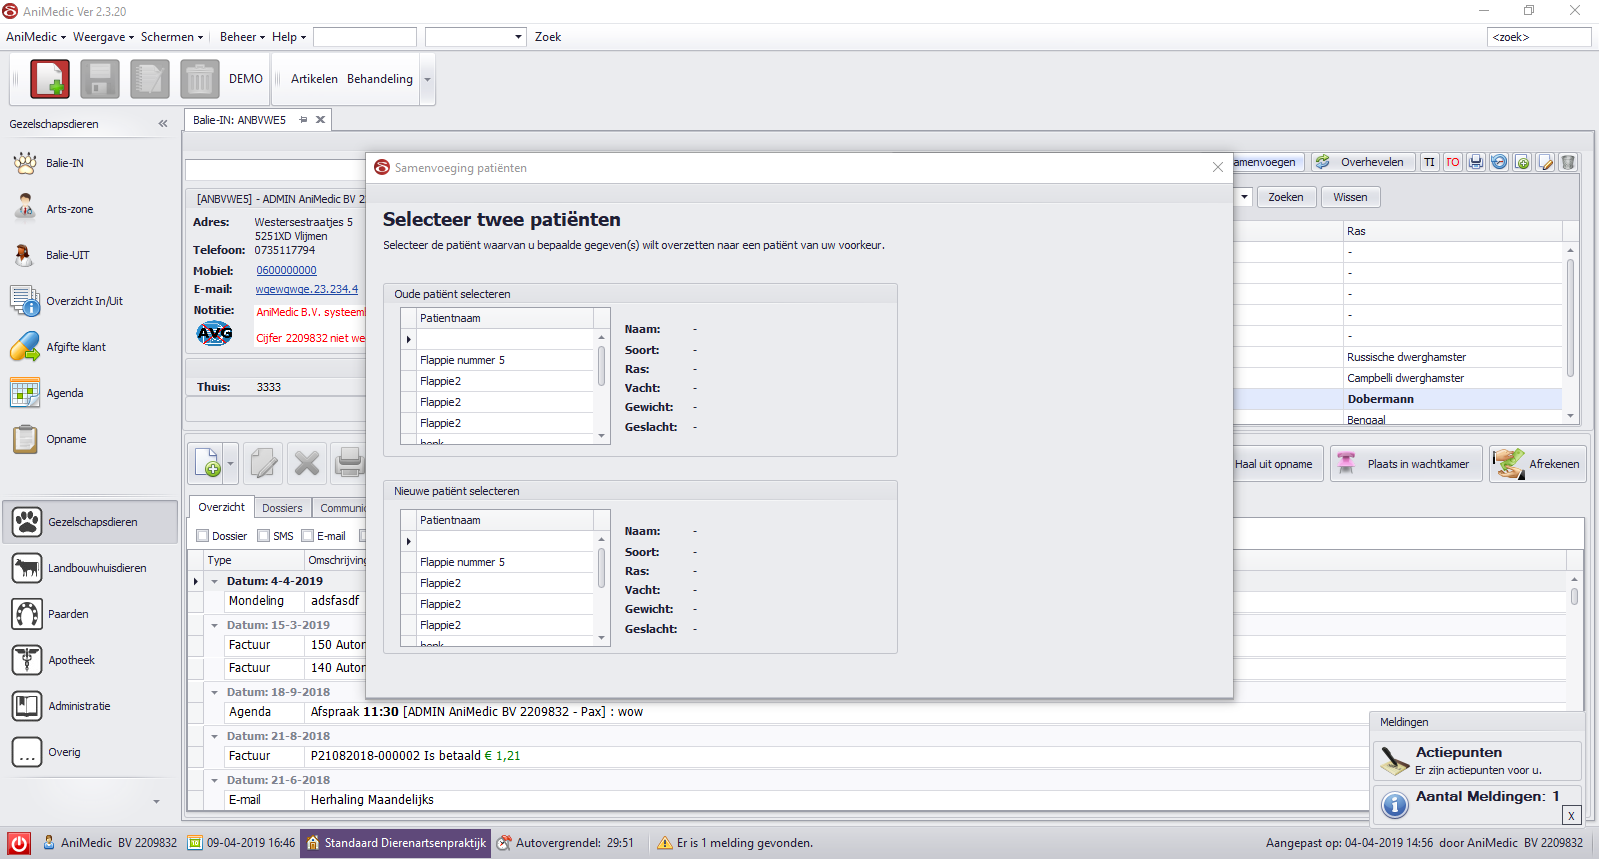 AniMedic Ver 2.3.20
AniMedic Weergave Schermen Beheer Help Zoek <zoek>
DEMO Artikelen Behandeling
Gezelschapsdieren «
Balie-IN: ANBVWE5
Balie-IN
Arts-zone
Balie-UIT
Overzicht In/Uit
Afgifte klant
Agenda
Opname
Gezelschapsdieren
Landbouwhuisdieren
Paarden
Apotheek
Administratie
... Overig
amenvoegen Overhevelen TI TO
[ANBVWE5] - ADMIN AniMedic BV 2
Adres: Westersestraatjes 5
5251XD Vlijmen
Telefoon: 0735117794
Mobiel: 0600000000
E-mail: wgewgwge.23.234.4
Notitie: AniMedic B.V. systeem
AVG Cijfer 2209832 niet we
Thuis: 3333
Zoeken Wissen
Ras
-
-
-
-
-
Russische dwerghamster
Campbelli dwerghamster
Dobermann
Bengaal
Samenvoeging patiënten
Selecteer twee patiënten
Selecteer de patiënt waarvan u bepaalde gegeven(s) wilt overzetten naar een patiënt van uw voorkeur.
Oude patiënt selecteren
Patientnaam
Flappie nummer 5
Flappie2
Flappie2
Flappie2
henk
Naam: -
Soort: -
Ras: -
Vacht: -
Gewicht: -
Geslacht: -
Nieuwe patiënt selecteren
Patientnaam
Flappie nummer 5
Flappie2
Flappie2
Flappie2
henk
Naam: -
Soort: -
Ras: -
Vacht: -
Gewicht: -
Geslacht: -
Haal uit opname Plaats in wachtkamer Afrekenen
Overzicht Dossiers Communi
Dossier SMS E-mail
Type Omschrijving
Datum: 4-4-2019
Mondeling adsfasdf
Datum: 15-3-2019
Factuur 150 Autor
Factuur 140 Autor
Datum: 18-9-2018
Agenda Afspraak 11:30 [ADMIN AniMedic BV 2209832 - Pax] : wow
Datum: 21-8-2018
Factuur P21082018-000002 Is betaald € 1,21
Datum: 21-6-2018
E-mail Herhaling Maandelijks
Meldingen
Actiepunten
Er zijn actiepunten voor u.
Aantal Meldingen: 1
X
AniMedic BV 2209832 09-04-2019 16:46 Standaard Dierenartsenpraktijk Autovergrendel: 29:51 Er is 1 melding gevonden. Aangepast op: 04-04-2019 14:56 door AniMedic BV 2209832